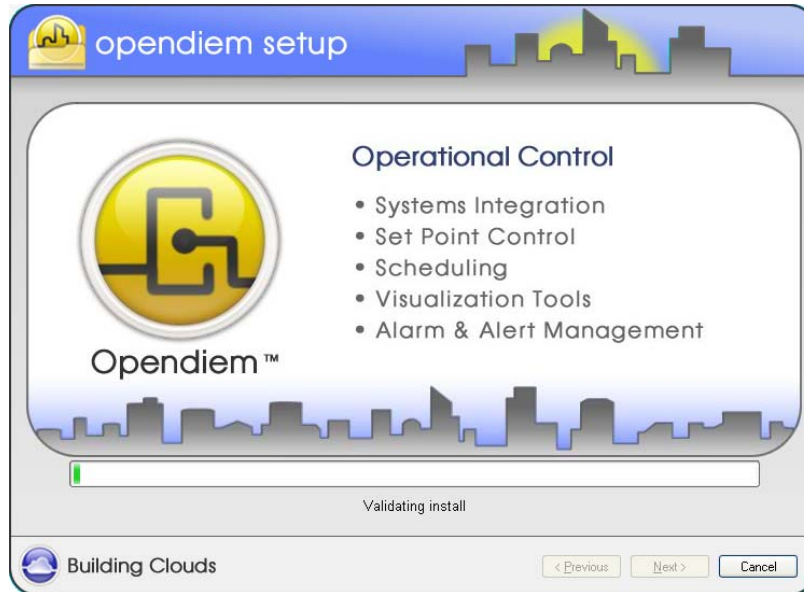 opendiem setup
Operational Control
• Systems Integration
• Set Point Control
• Scheduling
• Visualization Tools
• Alarm & Alert Management
Opendiem™
Validating install
Building Clouds
< Previous
Next >
Cancel